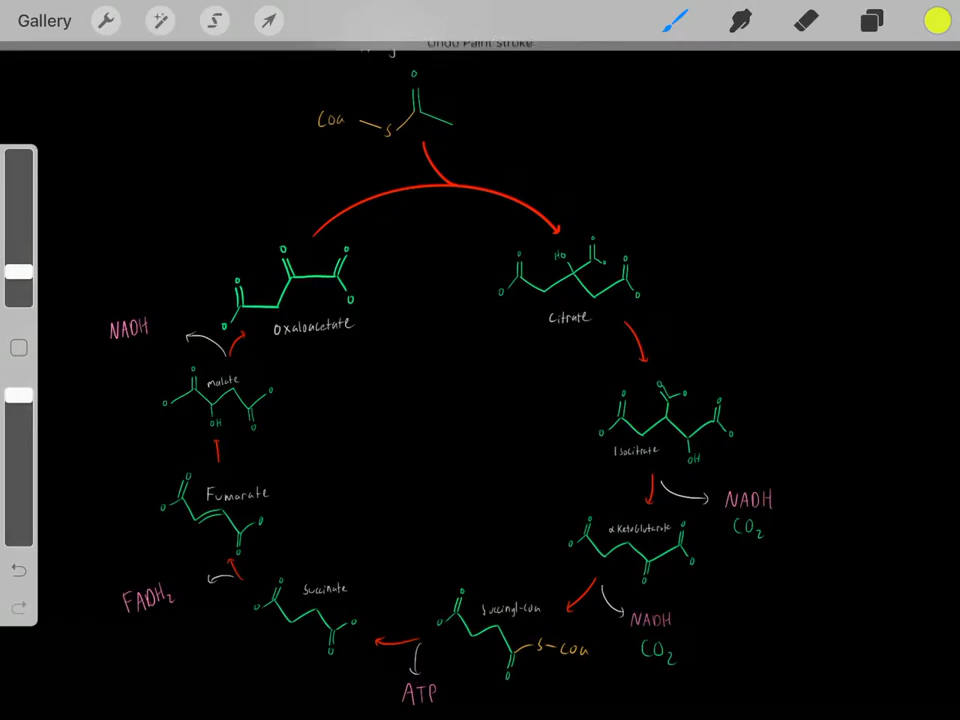 Gallery
Undo Paint stroke
O
CoA
S
O
O
O
O
O
Oxaloacetate
HO
O
O
O
O
O
O
Citrate
NADH
malate
O
O
O
O
OH
O
O
O
O
O
O
OH
Isocitrate
NADH
CO2
Fumarate
O
O
O
O
α Ketoglutarate
O
O
O
O
O
FADH2
Succinate
O
O
O
O
Succinyl-coa
O
O
O
S-COA
NADH
CO2
ATP